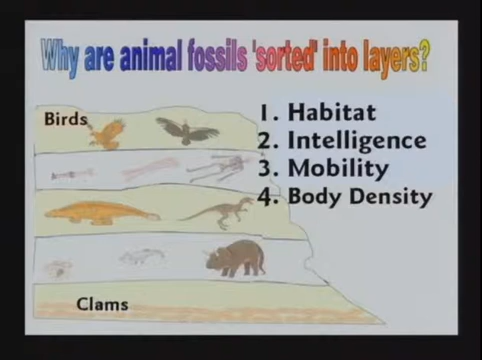 Why are animal fossils 'sorted' into layers?
Birds
1. Habitat
2. Intelligence
3. Mobility
4. Body Density
Clams